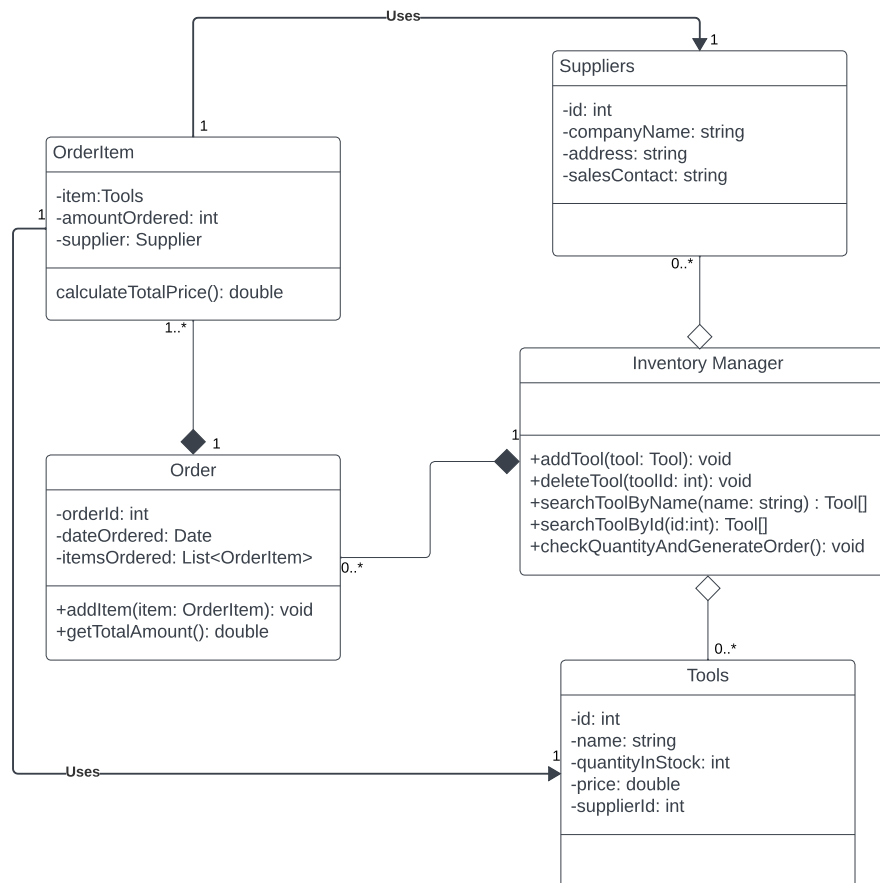 Uses
1
Suppliers
-id: int
-companyName: string
-address: string
-salesContact: string
1
OrderItem
-item:Tools
-amountOrdered: int
-supplier: Supplier
calculateTotalPrice(): double
1
1..*
0..*
Inventory Manager
+addTool(tool: Tool): void
+deleteTool(toolId: int): void
+searchToolByName(name: string) : Tool[]
+searchToolById(id:int): Tool[]
+checkQuantityAndGenerateOrder(): void
1
1
Order
-orderId: int
-dateOrdered: Date
-itemsOrdered: List<OrderItem>
+addItem(item: OrderItem): void
+getTotalAmount(): double
0..*
0..*
Tools
-id: int
-name: string
-quantityInStock: int
-price: double
-supplierId: int
1
Uses